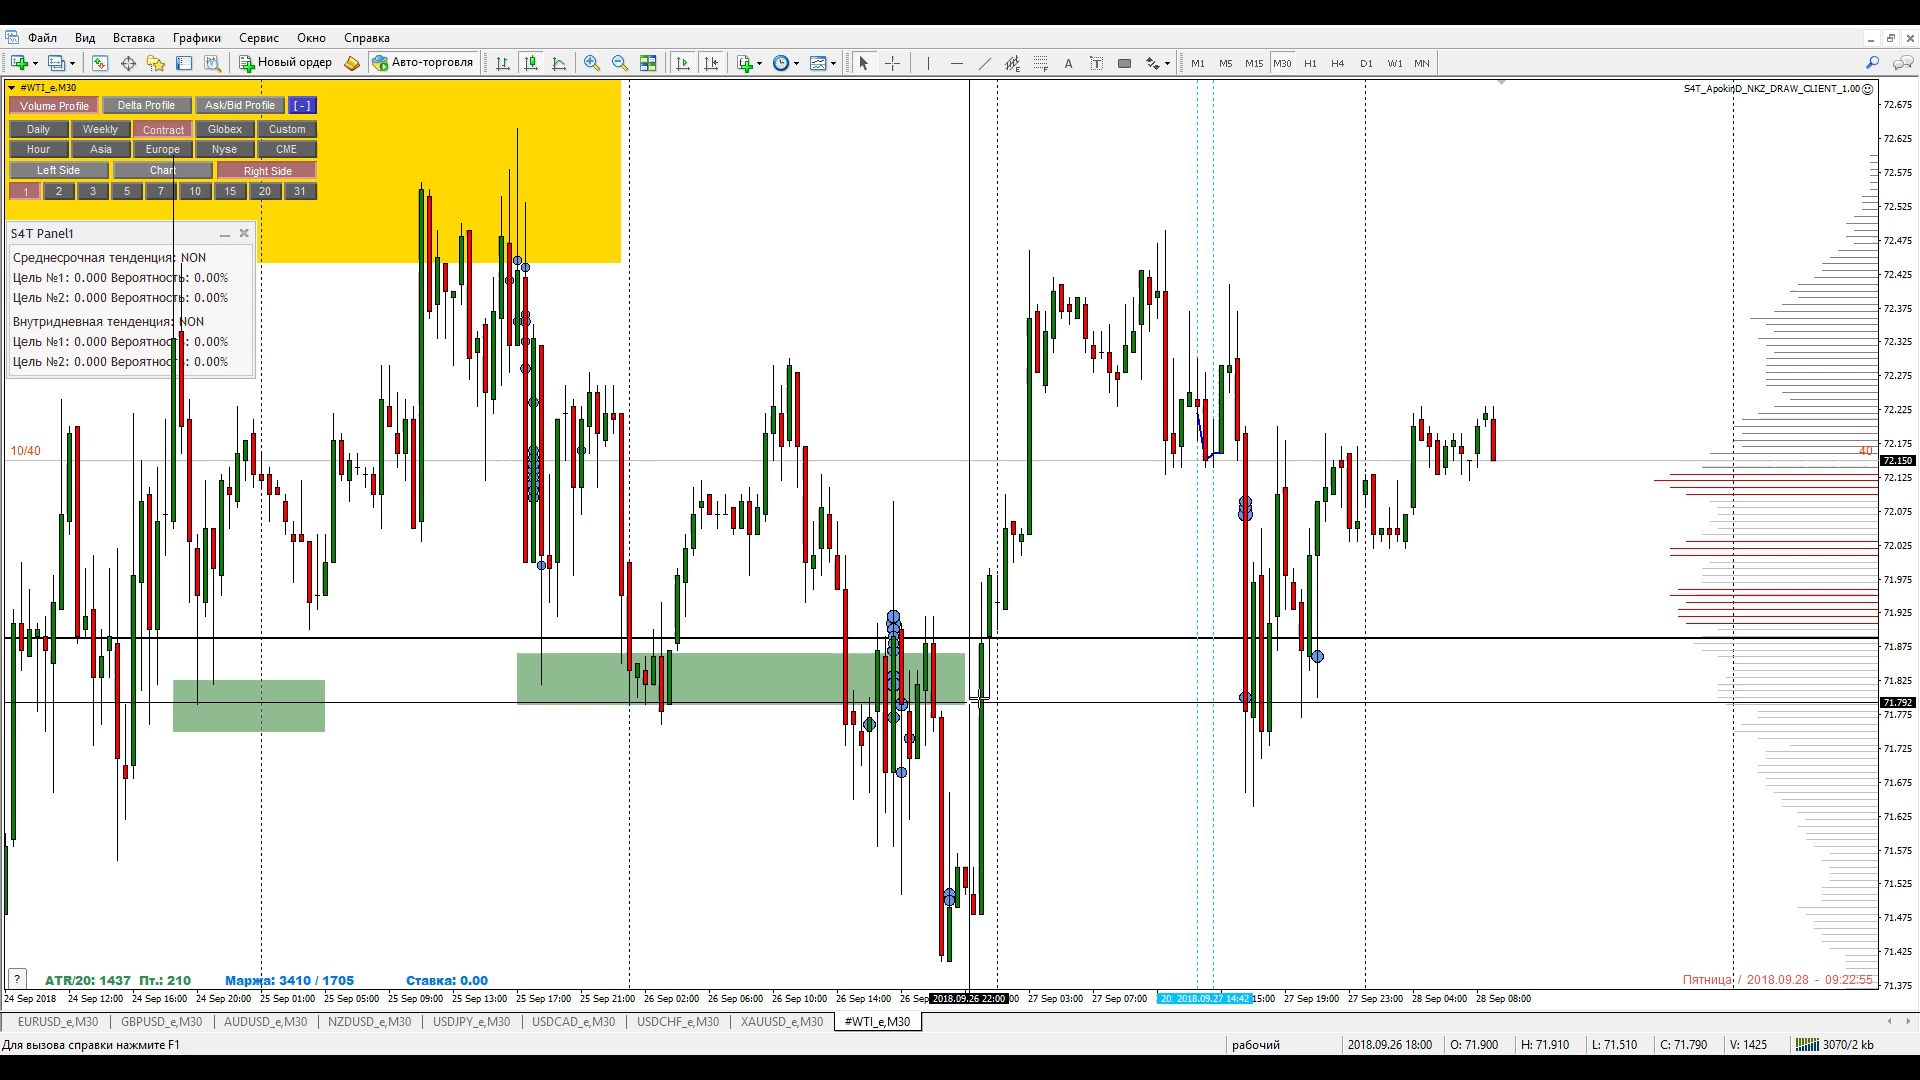 Файл Вид Вставка Графики Сервис Окно Справка
Новый ордер Авто-торговля A T M1 M5 M15 M30 H1 H4 D1 W1 MN
#WTI_e,M30
S4T_ApokinD_NKZ_DRAW_CLIENT_1.00
Volume Profile Delta Profile Ask/Bid Profile [-]
Daily Weekly Contract Globex Custom
Hour Asia Europe Nyse CME
Left Side Chart Right Side
1 2 3 5 7 10 15 20 31
S4T Panel1
Среднесрочная тенденция: NON
Цель №1: 0.000 Вероятность: 0.00%
Цель №2: 0.000 Вероятность: 0.00%
Внутридневная тенденция: NON
Цель №1: 0.000 Вероятность: 0.00%
Цель №2: 0.000 Вероятность: 0.00%
10/40
40
72.675
72.625
72.575
72.525
72.475
72.425
72.375
72.325
72.275
72.225
72.175
72.150
72.125
72.075
72.025
71.975
71.925
71.875
71.825
71.792
71.775
71.725
71.675
71.625
71.575
71.525
71.475
71.425
71.375
? ATR/20: 1437 Пт.: 210 Маржа: 3410 / 1705 Ставка: 0.00
Пятница / 2018.09.28 - 09:22:55
24 Sep 2018 24 Sep 12:00 24 Sep 16:00 24 Sep 20:00 25 Sep 01:00 25 Sep 05:00 25 Sep 09:00 25 Sep 13:00 25 Sep 17:00 25 Sep 21:00 26 Sep 02:00 26 Sep 06:00 26 Sep 10:00 26 Sep 14:00 26 Sep 2018.09.26 22:00 27 Sep 03:00 27 Sep 07:00 2018.09.27 14:42 15:00 27 Sep 19:00 27 Sep 23:00 28 Sep 04:00 28 Sep 08:00
EURUSD_e,M30 GBPUSD_e,M30 AUDUSD_e,M30 NZDUSD_e,M30 USDJPY_e,M30 USDCAD_e,M30 USDCHF_e,M30 XAUUSD_e,M30 #WTI_e,M30
Для вызова справки нажмите F1 рабочий 2018.09.26 18:00 O: 71.900 H: 71.910 L: 71.510 C: 71.790 V: 1425 3070/2 kb